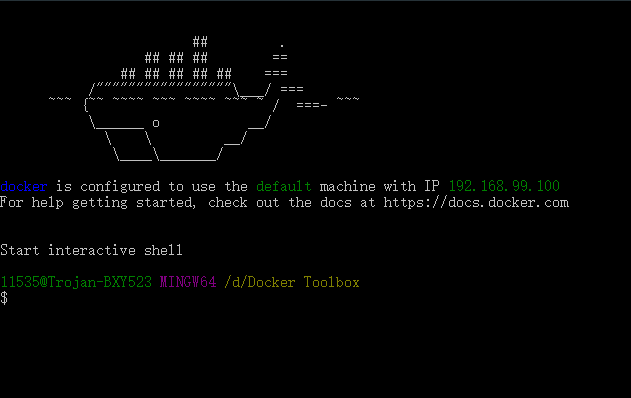 ##         .
                  ## ## ##        ==
               ## ## ## ## ##    ===
           /"""""""""""""""""\___/ ===
      ~~~ {~~ ~~~~ ~~~ ~~~~ ~~~ ~ /  ===- ~~~
           \______ o           __/
             \    \         __/
              \____\_______/
docker is configured to use the default machine with IP 192.168.99.100
For help getting started, check out the docs at https://docs.docker.com
Start interactive shell
11535@Trojan-BXY523 MINGW64 /d/Docker Toolbox
$